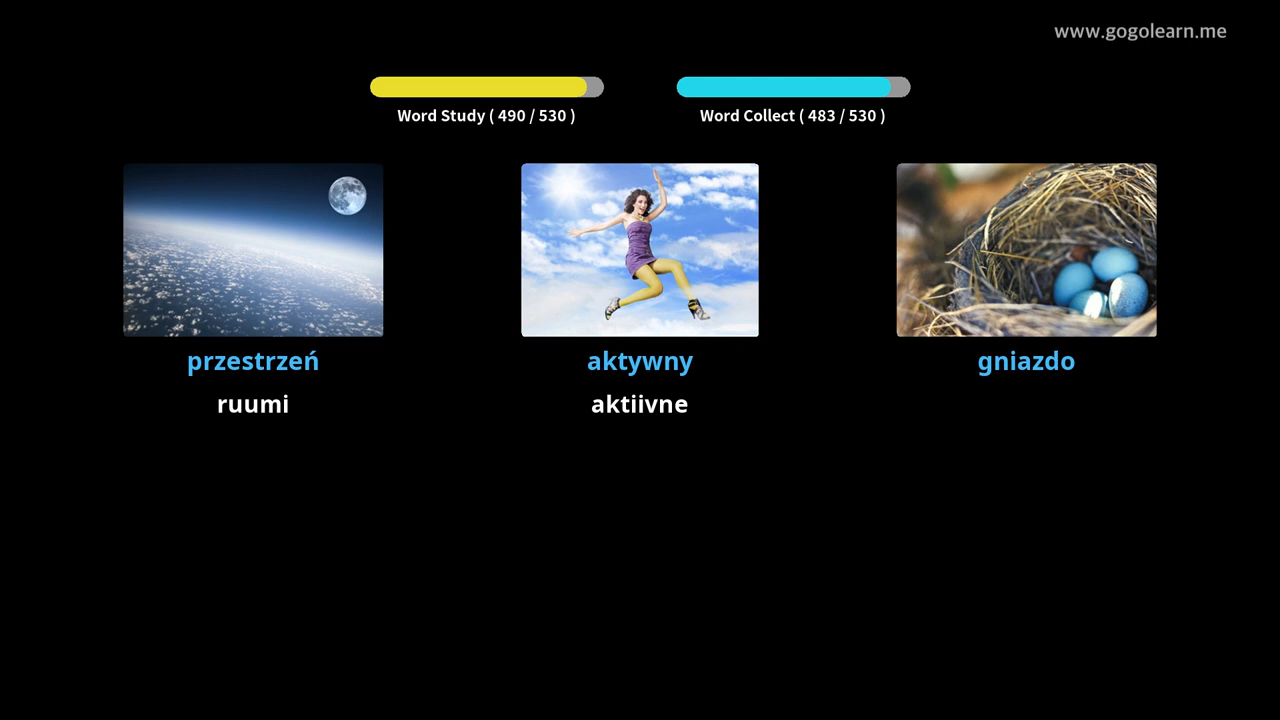 www.gogolearn.me
Word Study ( 490 / 530 )
Word Collect ( 483 / 530 )
przestrzeń
aktywny
gniazdo
ruumi
aktiivne